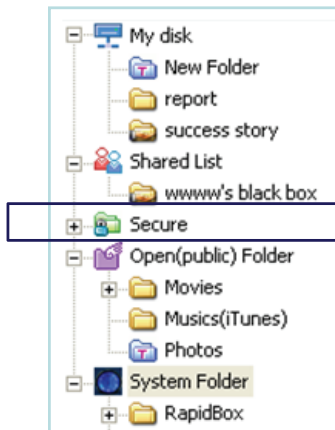 My disk
New Folder
report
success story
Shared List
wwww's black box
Secure
Open(public) Folder
Movies
Musics(iTunes)
Photos
System Folder
RapidBox